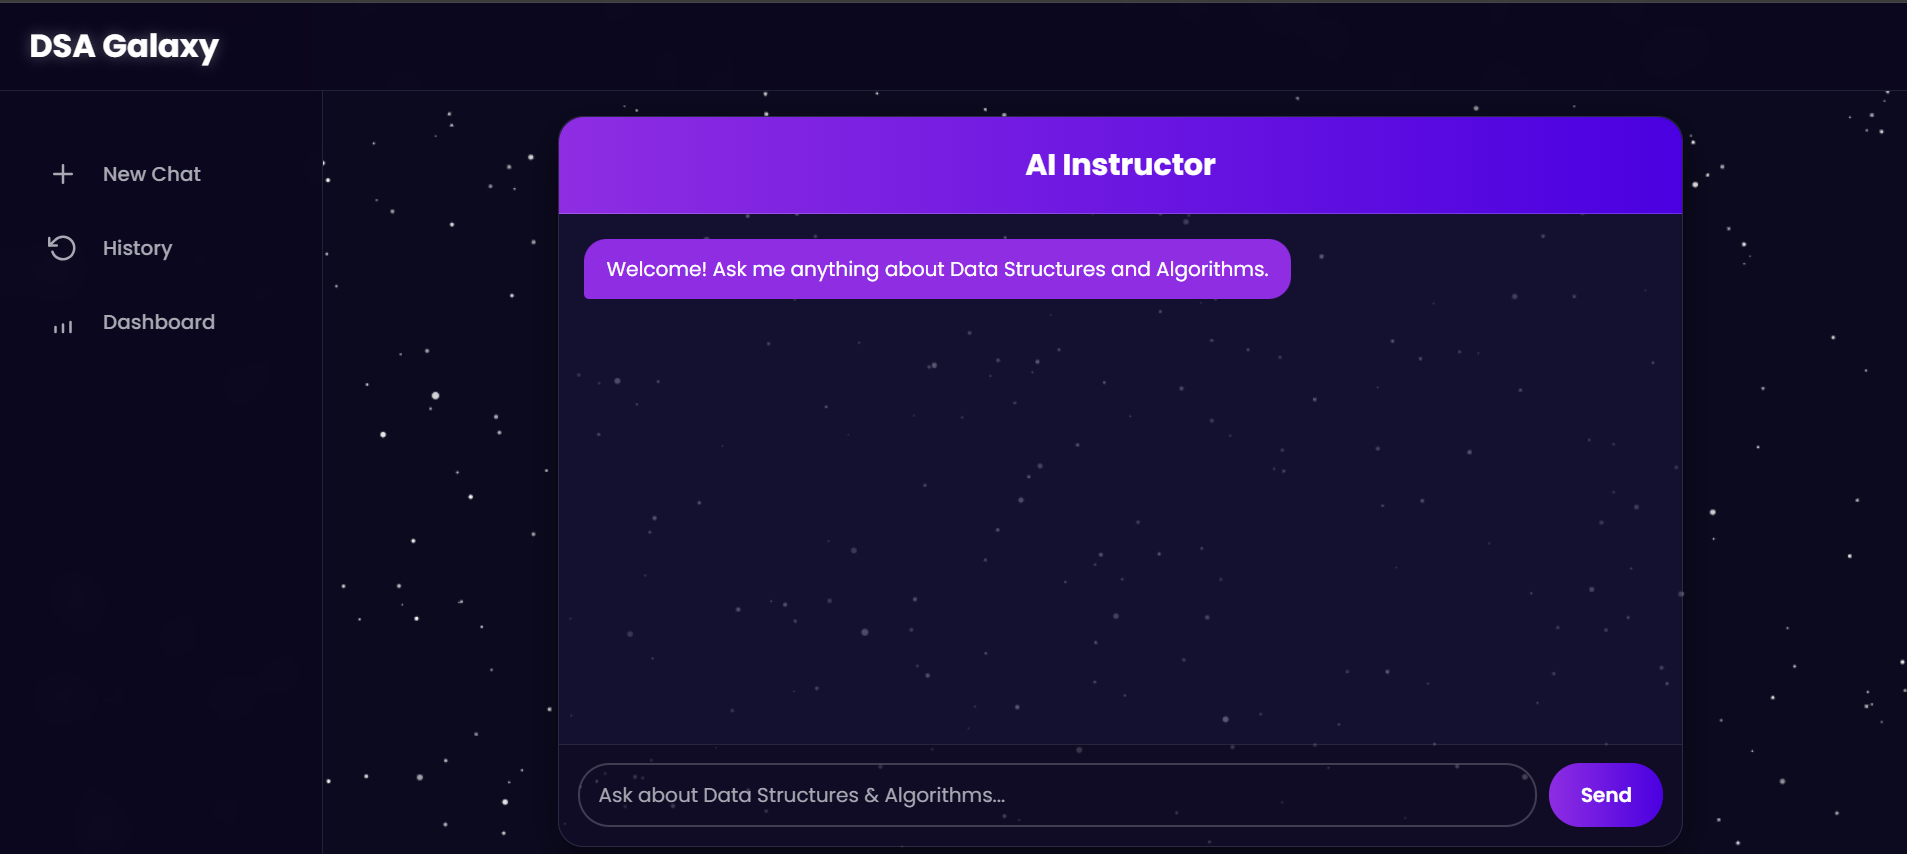 DSA Galaxy
New Chat
History
Dashboard
AI Instructor
Welcome! Ask me anything about Data Structures and Algorithms.
Ask about Data Structures & Algorithms...
Send